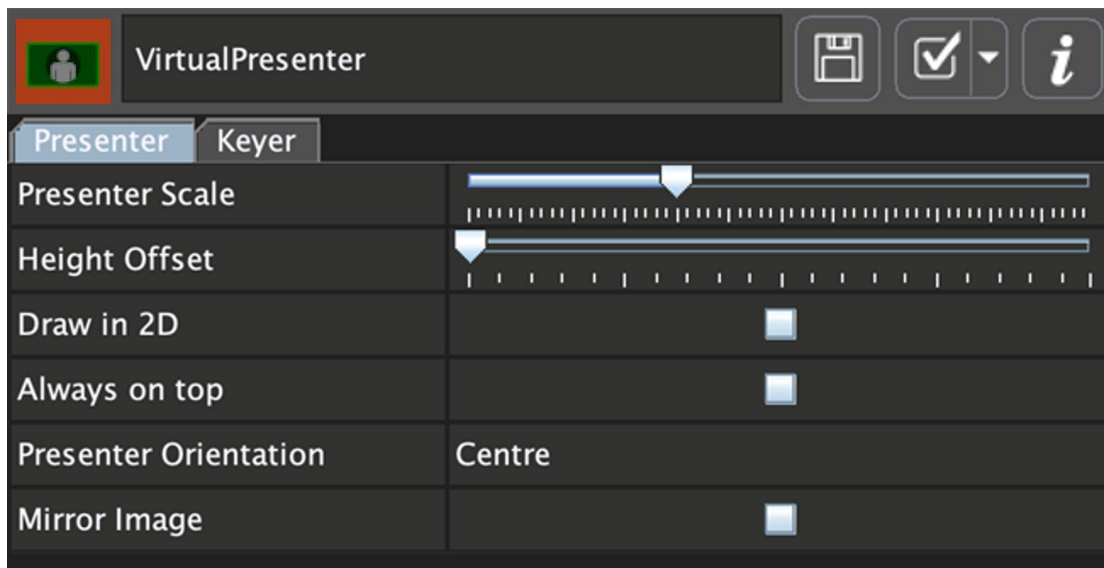 VirtualPresenter
Presenter Keyer
Presenter Scale
Height Offset
Draw in 2D
Always on top
Presenter Orientation Centre
Mirror Image